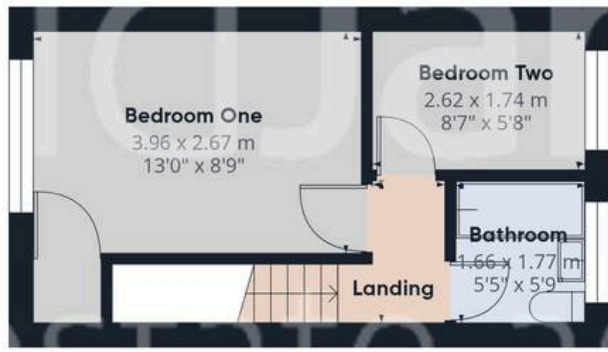 Bedroom One
3.96 x 2.67 m
13'0" x 8'9"
Bedroom Two
2.62 x 1.74 m
8'7" x 5'8"
Bathroom
1.66 x 1.77 m
5'5" x 5'9
Landing